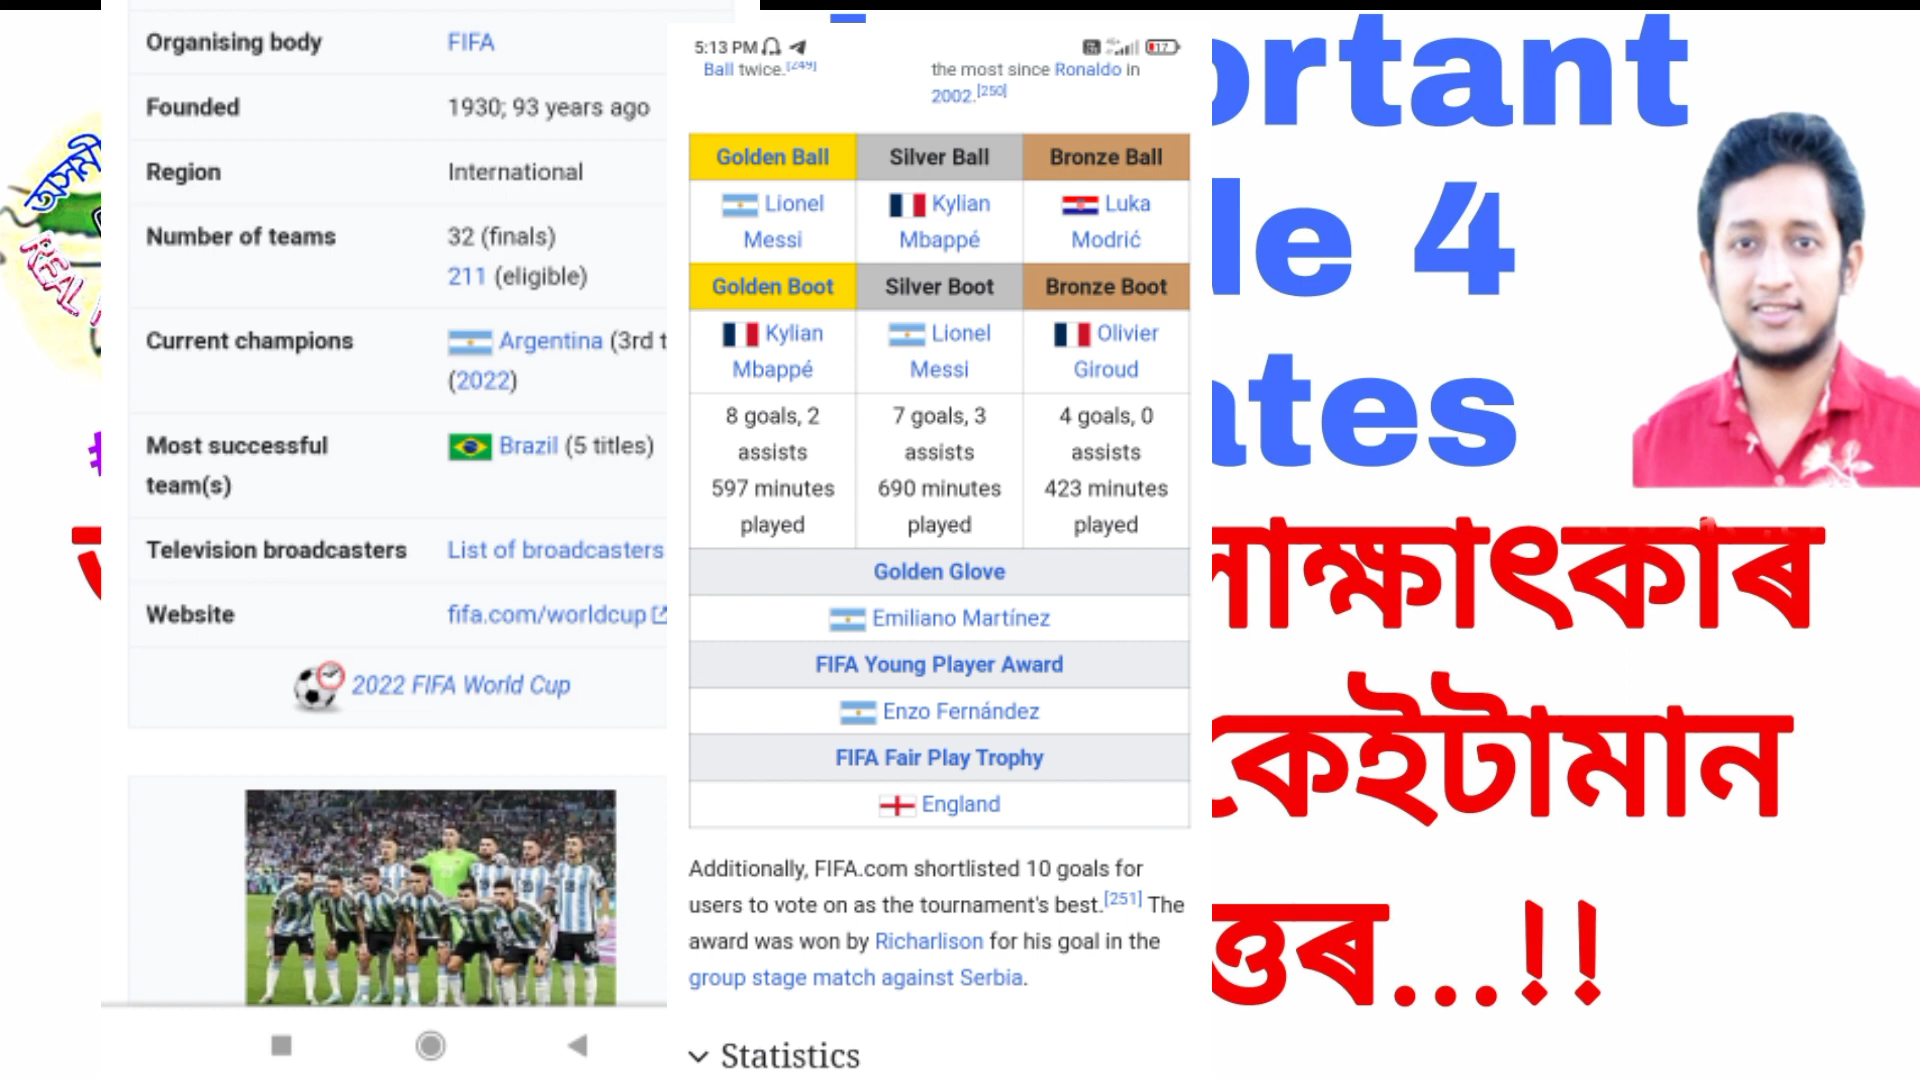 Organising body FIFA
Founded 1930; 93 years ago
Region International
Number of teams 32 (finals)
211 (eligible)
Current champions Argentina (3rd t
(2022)
Most successful team(s) Brazil (5 titles)
Television broadcasters List of broadcasters
Website fifa.com/worldcup
2022 FIFA World Cup
5:13 PM 17
Ball twice.[249]
the most since Ronaldo in
2002.[250]
Golden Ball Silver Ball Bronze Ball
Lionel Messi Kylian Mbappé Luka Modrić
Golden Boot Silver Boot Bronze Boot
Kylian Mbappé Lionel Messi Olivier Giroud
8 goals, 2 assists 7 goals, 3 assists 4 goals, 0 assists
597 minutes played 690 minutes played 423 minutes played
Golden Glove
Emiliano Martínez
FIFA Young Player Award
Enzo Fernández
FIFA Fair Play Trophy
England
Additionally, FIFA.com shortlisted 10 goals for
users to vote on as the tournament's best.[251] The
award was won by Richarlison for his goal in the
group stage match against Serbia.
Statistics
ortant
le 4
ates
াক্ষাৎকাৰ
কেইটামান
ত্তৰ...!!
REAL